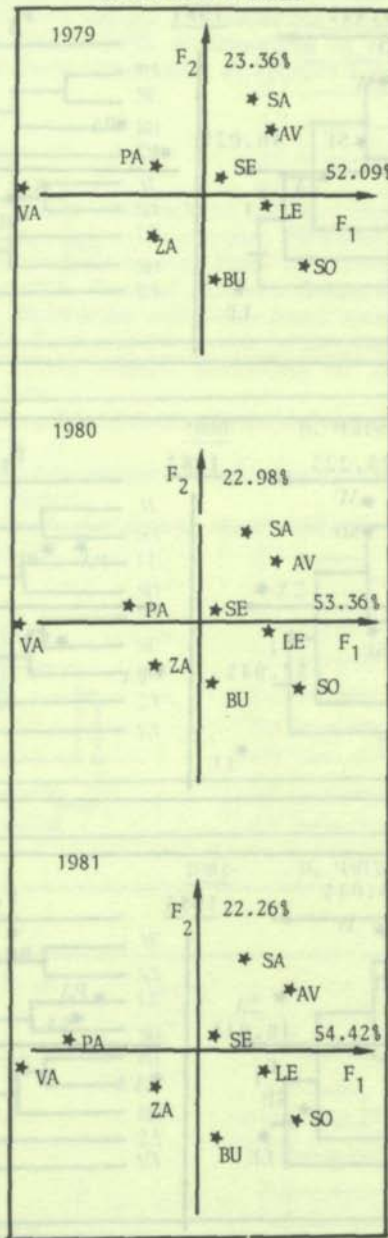 1979
F2 23.36%
SA
AV
PA
SE
52.09%
VA
LE
F1
ZA
SO
BU
1980
F2 22.98%
SA
AV
PA
SE
53.36%
VA
LE
F1
ZA
BU
SO
1981
F2 22.26%
SA
AV
SE
54.42%
PA
VA
LE
F1
ZA
SO
BU